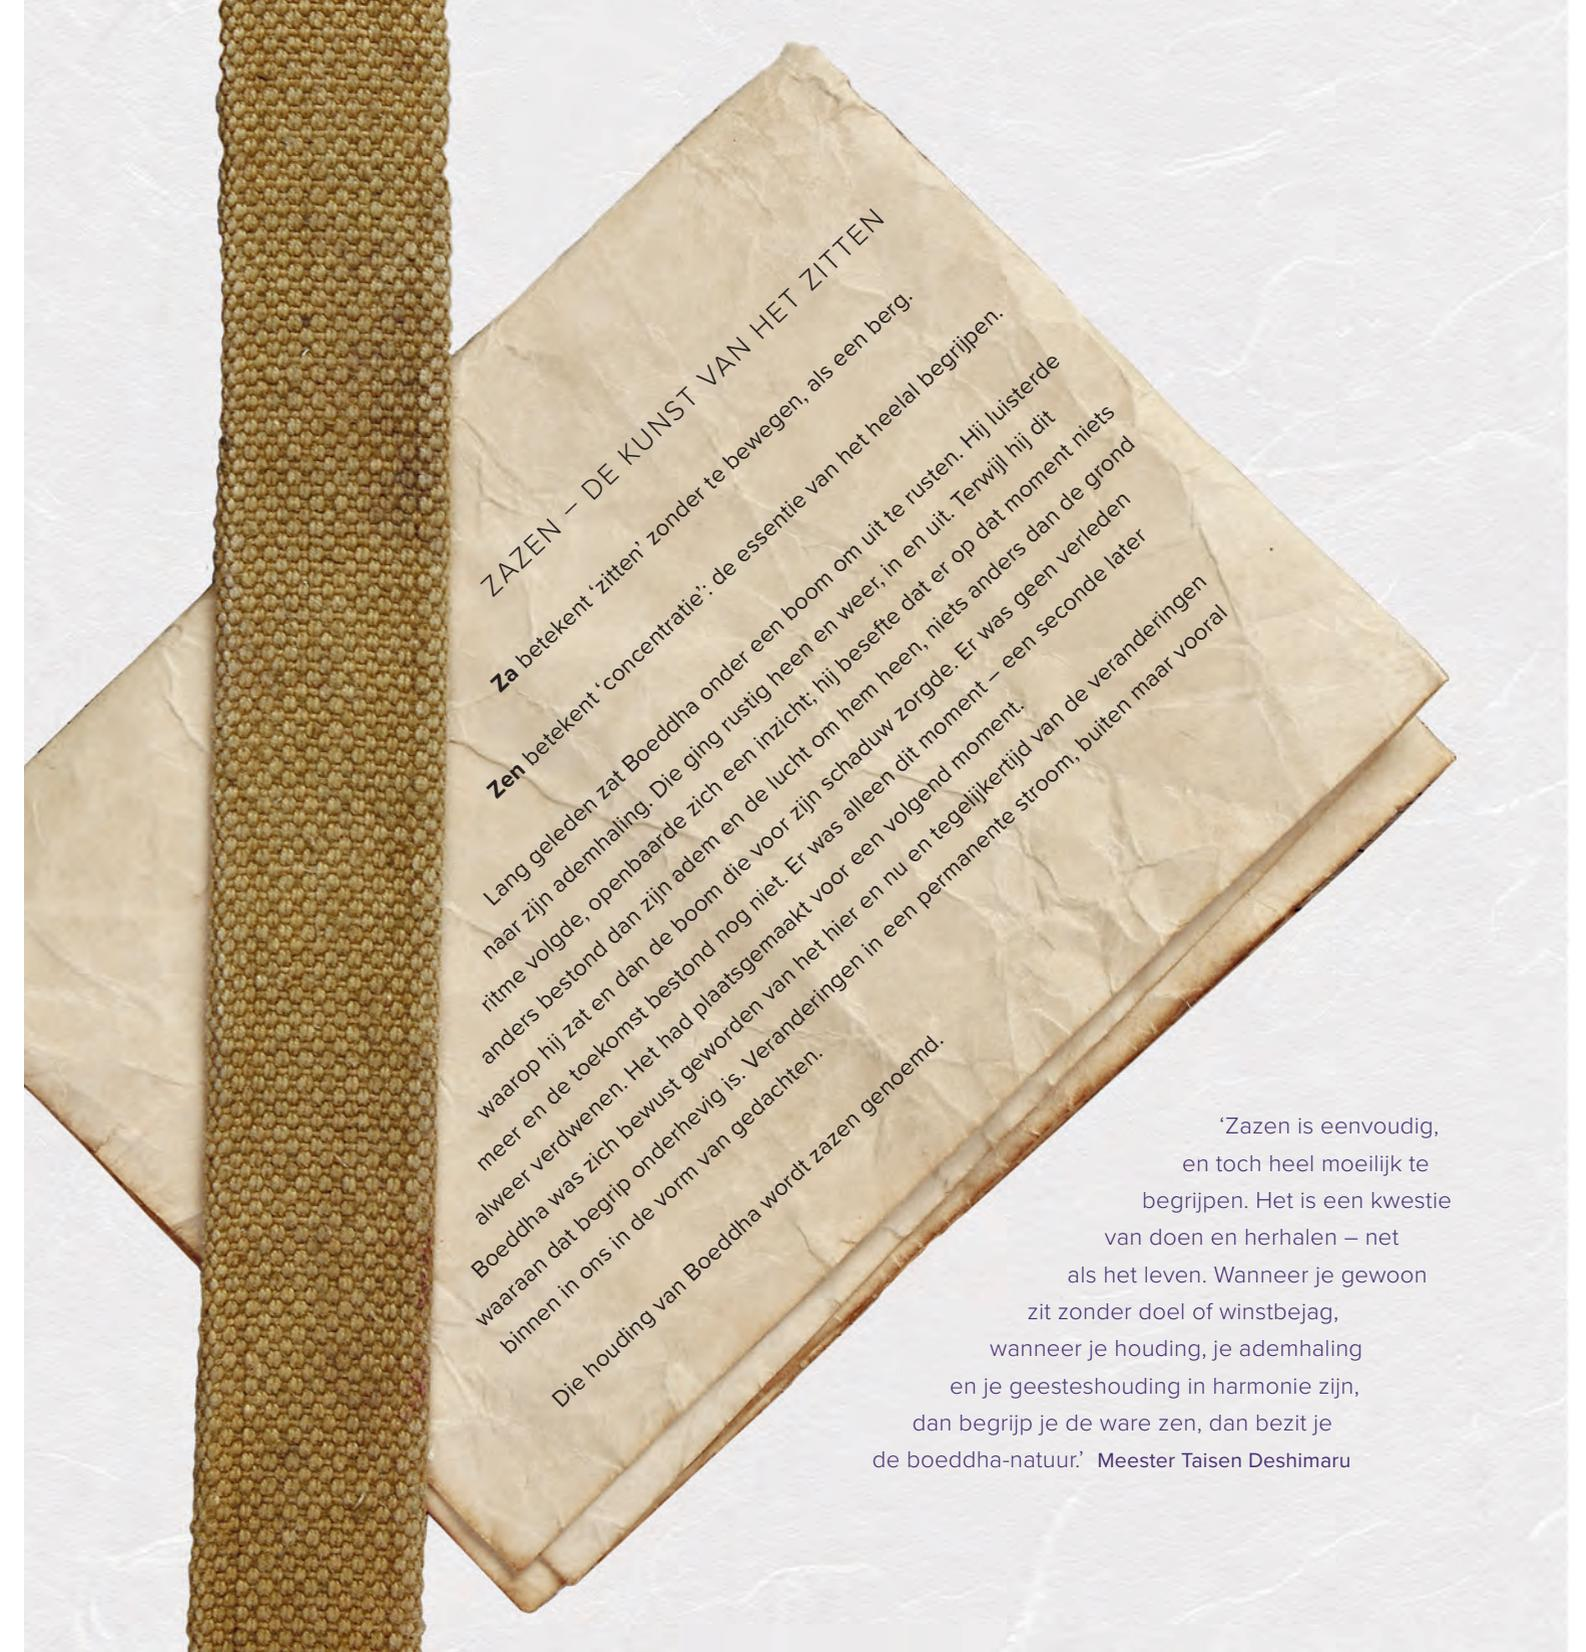 ZAZEN – DE KUNST VAN HET ZITTEN
Za betekent ‘zitten’ zonder te bewegen, als een berg.
Zen betekent ‘concentratie’: de essentie van het heelal begrijpen.
Lang geleden zat Boeddha onder een boom om uit te rusten. Hij luisterde
naar zijn ademhaling. Die ging rustig heen en weer, in en uit. Terwijl hij dit
ritme volgde, openbaarde zich een inzicht; hij besefte dat er op dat moment niets
anders bestond dan zijn adem en de lucht om hem heen, niets anders dan de grond
waarop hij zat en dan de boom die voor zijn schaduw zorgde. Er was geen verleden
meer en de toekomst bestond nog niet. Er was alleen dit moment – een seconde later
alweer verdwenen. Het had plaatsgemaakt voor een volgend moment.
Boeddha was zich bewust geworden van het hier en nu en tegelijkertijd van de veranderingen
waaraan dat begrip onderhevig is. Veranderingen in een permanente stroom, buiten maar vooral
binnen in ons in de vorm van gedachten.
Die houding van Boeddha wordt zazen genoemd.
‘Zazen is eenvoudig,
en toch heel moeilijk te
begrijpen. Het is een kwestie
van doen en herhalen – net
als het leven. Wanneer je gewoon
zit zonder doel of winstbejag,
wanneer je houding, je ademhaling
en je geesteshouding in harmonie zijn,
dan begrijp je de ware zen, dan bezit je
de boeddha-natuur.’ Meester Taisen Deshimaru